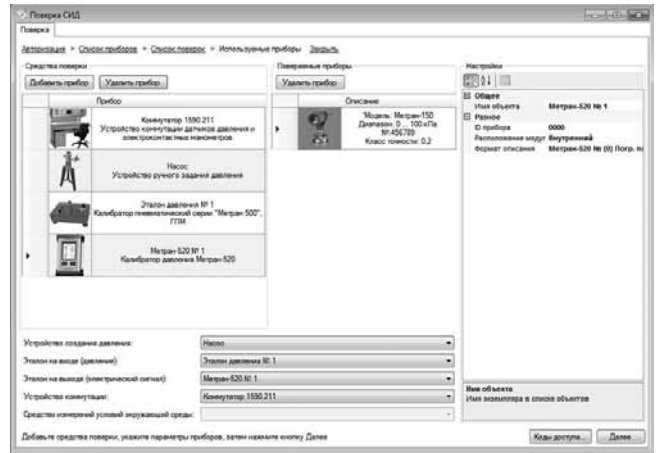 Поверка СИД
Поверка
Авторизация » Список приборов » Список поверок » Используемые приборы Закрыть
Средства поверки
Добавить прибор Удалить прибор
Прибор
Коммутатор 1590.211
Устройство коммутации датчиков давления и
электроконтактных манометров
Насос
Устройство ручного задания давления
Эталон давления № 1
Калибратор пневматический серии "Метран 500",
ГПМ
Метран-520 № 1
Калибратор давления Метран-520
Поверяемые приборы
Удалить прибор
Описание
Модель: Метран-150
Диапазон: 0 ... 100 кПа
№:456789
Класс точности: 0,2
Настройки
Общее
Имя объекта Метран-520 № 1
Разное
ID прибора 0000
Расположение модул Внутренний
Формат описания Метран-520 № {0} Погр. по
Устройство создания давления: Насос
Эталон на входе (давление): Эталон давления № 1
Эталон на выходе (электрический сигнал) Метран-520 № 1
Устройство коммутации: Коммутатор 1590.211
Средство измерений условий окружающей среды:
Имя объекта
Имя экземпляра в списке объектов
Добавьте средства поверки, укажите параметры приборов, затем нажмите кнопку Далее
Коды доступа... Далее